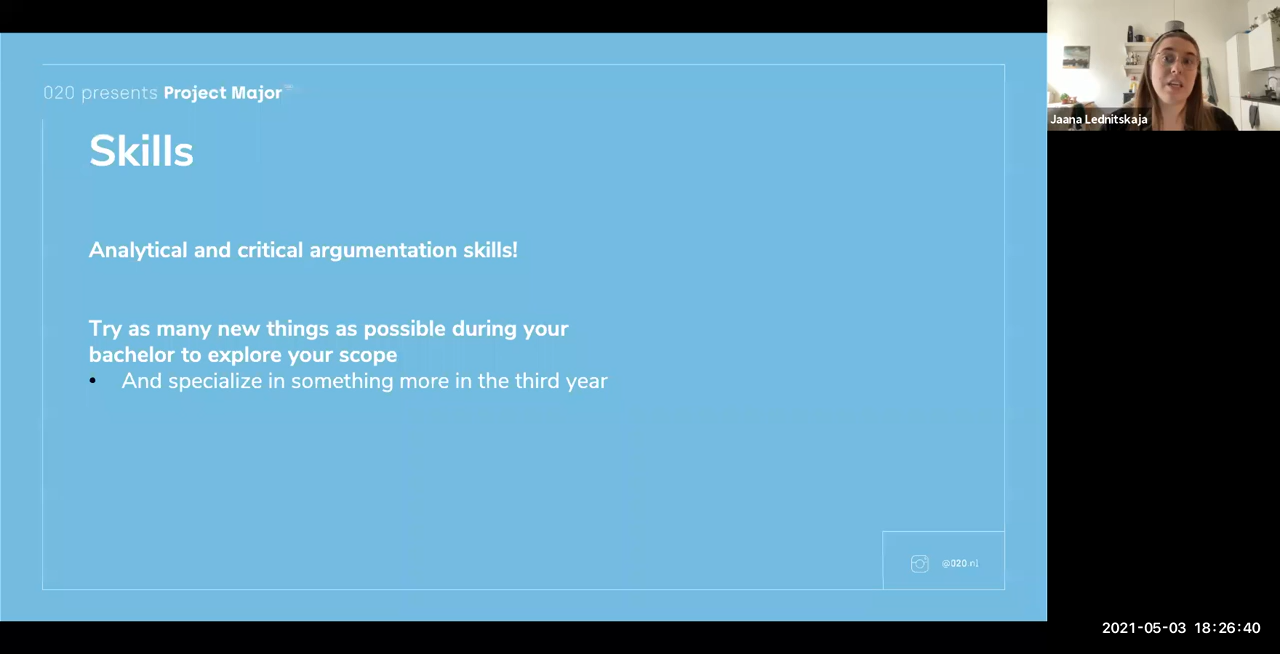 020 presents Project Major
Skills
Analytical and critical argumentation skills!
Try as many new things as possible during your
bachelor to explore your scope
• And specialize in something more in the third year
@020.nl
Jaana Lednitskaja
2021-05-03 18:26:40